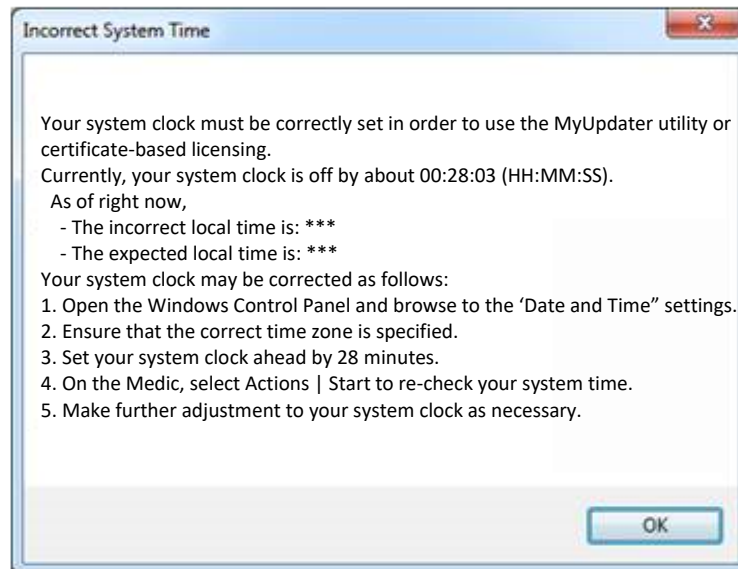 Incorrect System Time
Your system clock must be correctly set in order to use the MyUpdater utility or
certificate-based licensing.
Currently, your system clock is off by about 00:28:03 (HH:MM:SS).
As of right now,
- The incorrect local time is: ***
- The expected local time is: ***
Your system clock may be corrected as follows:
1. Open the Windows Control Panel and browse to the ‘Date and Time” settings.
2. Ensure that the correct time zone is specified.
3. Set your system clock ahead by 28 minutes.
4. On the Medic, select Actions | Start to re-check your system time.
5. Make further adjustment to your system clock as necessary.
OK